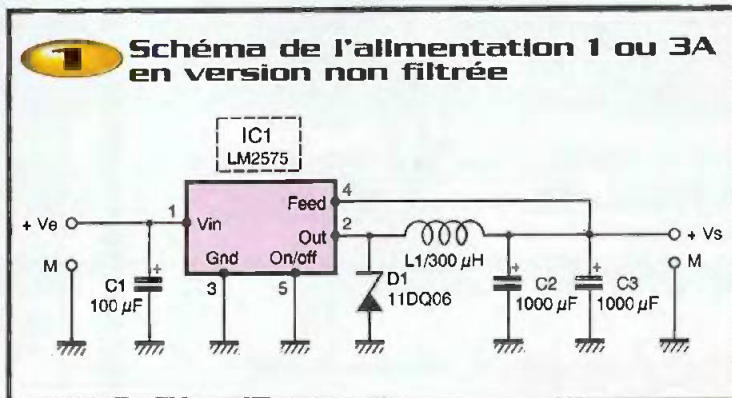 1
Schéma de l'alimentation 1 ou 3A
en version non filtrée
IC1
LM2575
+ Ve
M
1
Vin
Feed
4
Out
2
Gnd
On/off
3
5
C1
100 µF
+
D1
11DQ06
L1/300 µH
+
C2
1000 µF
+
C3
1000 µF
+ Vs
M